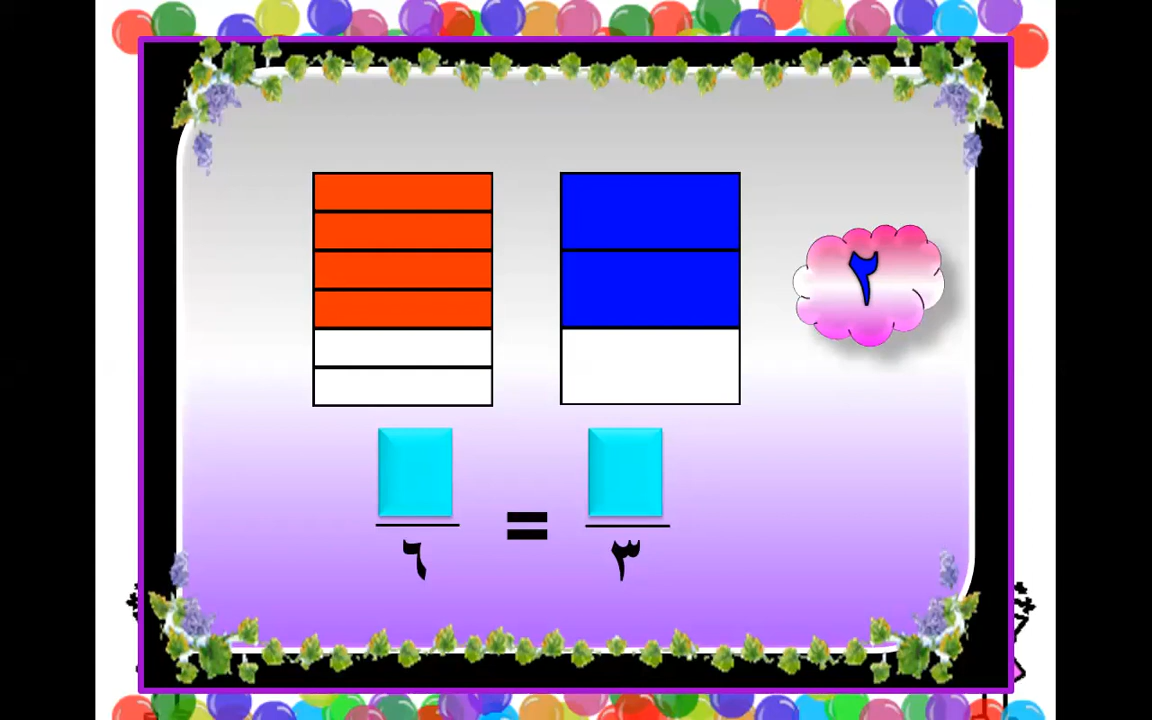 ٢
=
٣ ٦